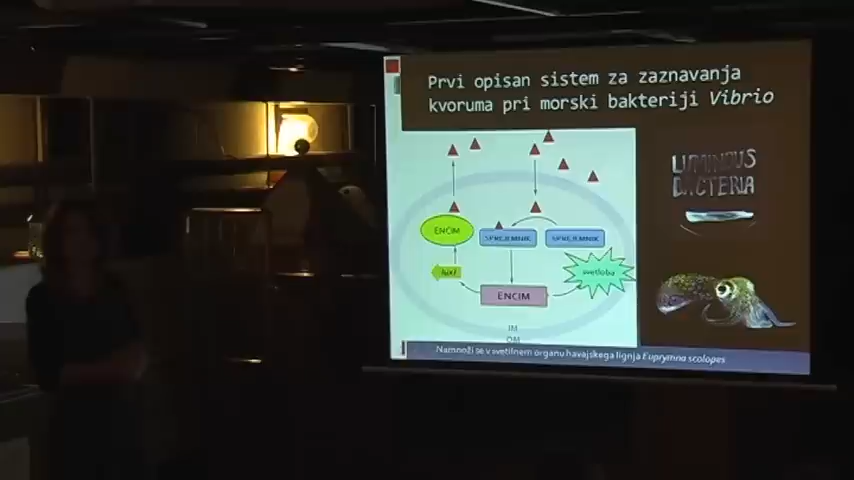 Prvi opisan sistem za zaznavanja
kvoruma pri morski bakteriji Vibrio
LUMINOUS
BACTERIA
ENCIM
SPREJEMNIK
SPREJEMNIK
svetloba
ENCIM
IM
OM
Namnoži se v svetilnem organu havajskega lignja Euprymna scolopes